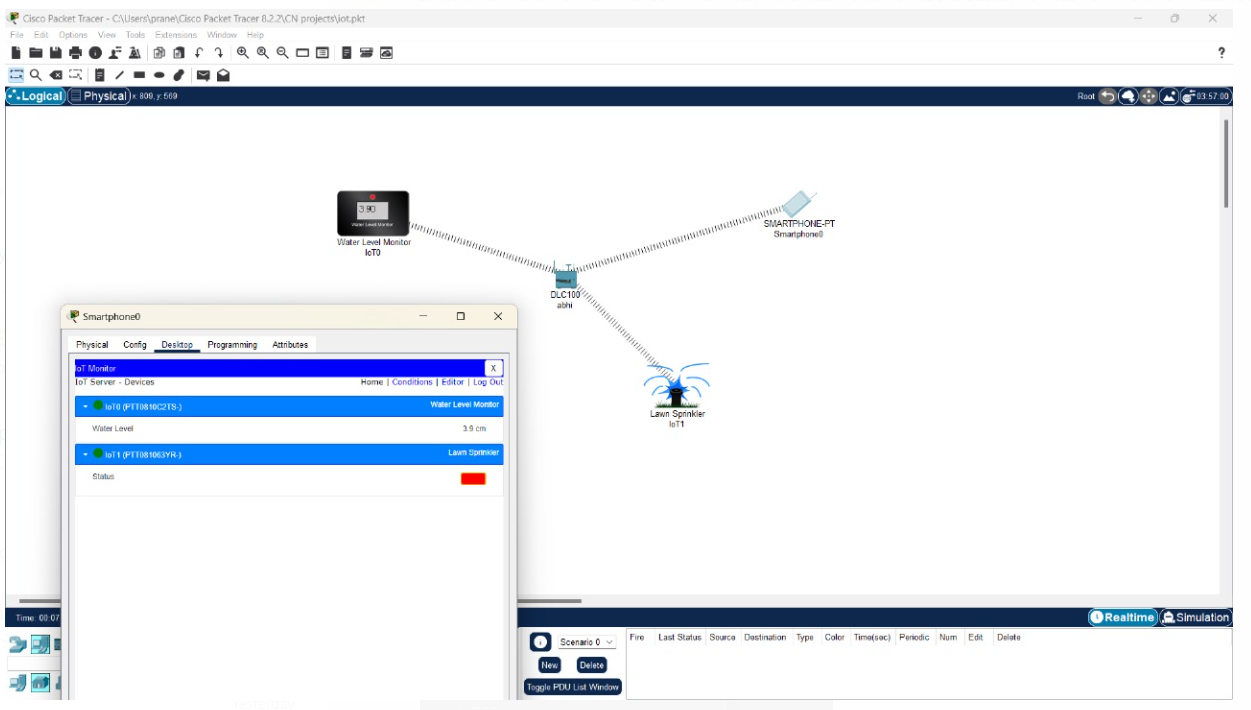 Cisco Packet Tracer - C:\Users\prane\Cisco Packet Tracer 8.2.2\CN projects\iot.pkt
File Edit Options View Tools Extensions Window Help
?
Logical Physical x: 809, y: 569
Root 03:57:00
3.90
Water Level Monitor
Water Level Monitor
IoT0
SMARTPHONE-PT
Smartphone0
DLC100
abhi
Lawn Sprinkler
IoT1
Smartphone0
Physical Config Desktop Programming Attributes
IoT Monitor X
IoT Server - Devices Home | Conditions | Editor | Log Out
IoT0 (PTT0810C2TS-) Water Level Monitor
Water Level 3.9 cm
IoT1 (PTT081063YR-) Lawn Sprinkler
Status
Time: 00:07
Realtime Simulation
Scenario 0
New Delete
Toggle PDU List Window
Fire Last Status Source Destination Type Color Time(sec) Periodic Num Edit Delete